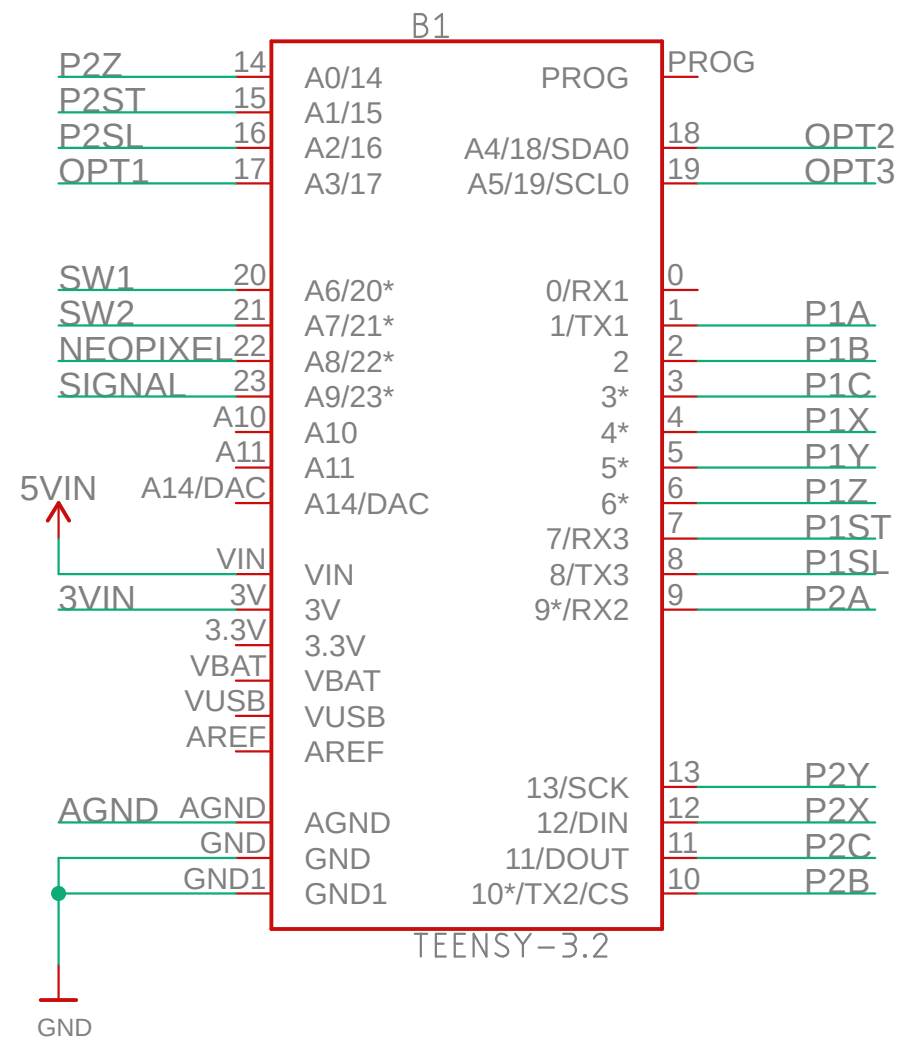 B1
P2Z 14 A0/14 PROG PROG
P2ST 15 A1/15
P2SL 16 A2/16 A4/18/SDA0 18 OPT2
OPT1 17 A3/17 A5/19/SCL0 19 OPT3
SW1 20 A6/20* 0/RX1 0
SW2 21 A7/21* 1/TX1 1 P1A
NEOPIXEL 22 A8/22* 2 2 P1B
SIGNAL 23 A9/23* 3* 3 P1C
A10 A10 4* 4 P1X
A11 A11 5* 5 P1Y
5VIN A14/DAC A14/DAC 6* 6 P1Z
7/RX3 7 P1ST
VIN VIN 8/TX3 8 P1SL
3VIN 3V 3V 9*/RX2 9 P2A
3.3V 3.3V
VBAT VBAT
VUSB VUSB
AREF AREF
13/SCK 13 P2Y
AGND AGND AGND 12/DIN 12 P2X
GND GND 11/DOUT 11 P2C
GND1 GND1 10*/TX2/CS 10 P2B
TEENSY-3.2
GND